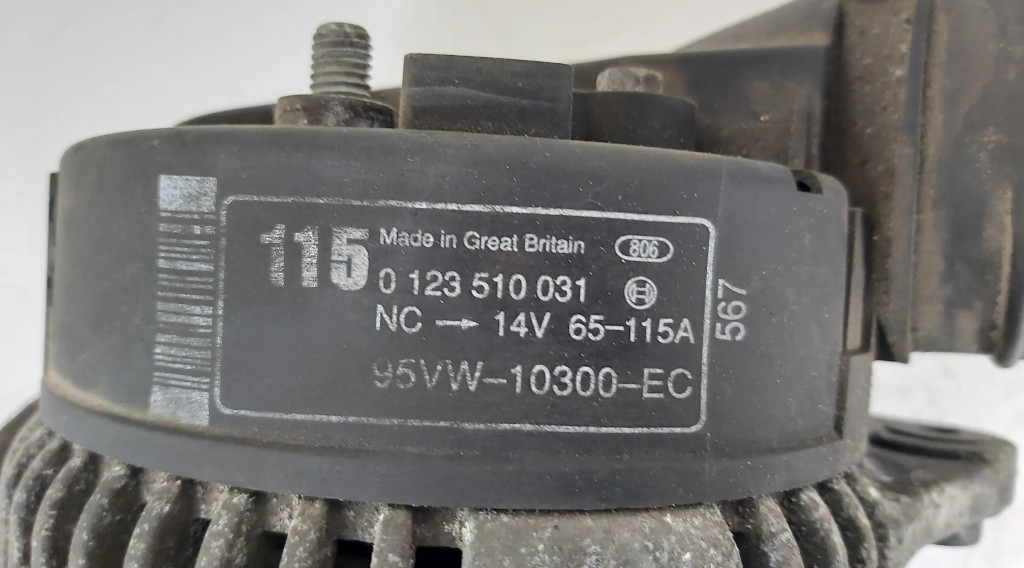 115 Made in Great Britain 806
0 123 510 031
NC → 14V 65-115A
95VW-10300-EC
567